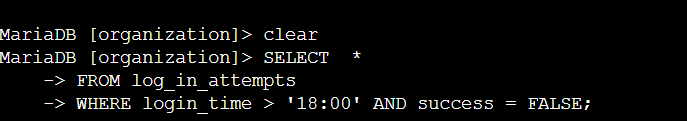 MariaDB [organization]> clear
MariaDB [organization]> SELECT  *
    -> FROM log_in_attempts
    -> WHERE login_time > '18:00' AND success = FALSE;